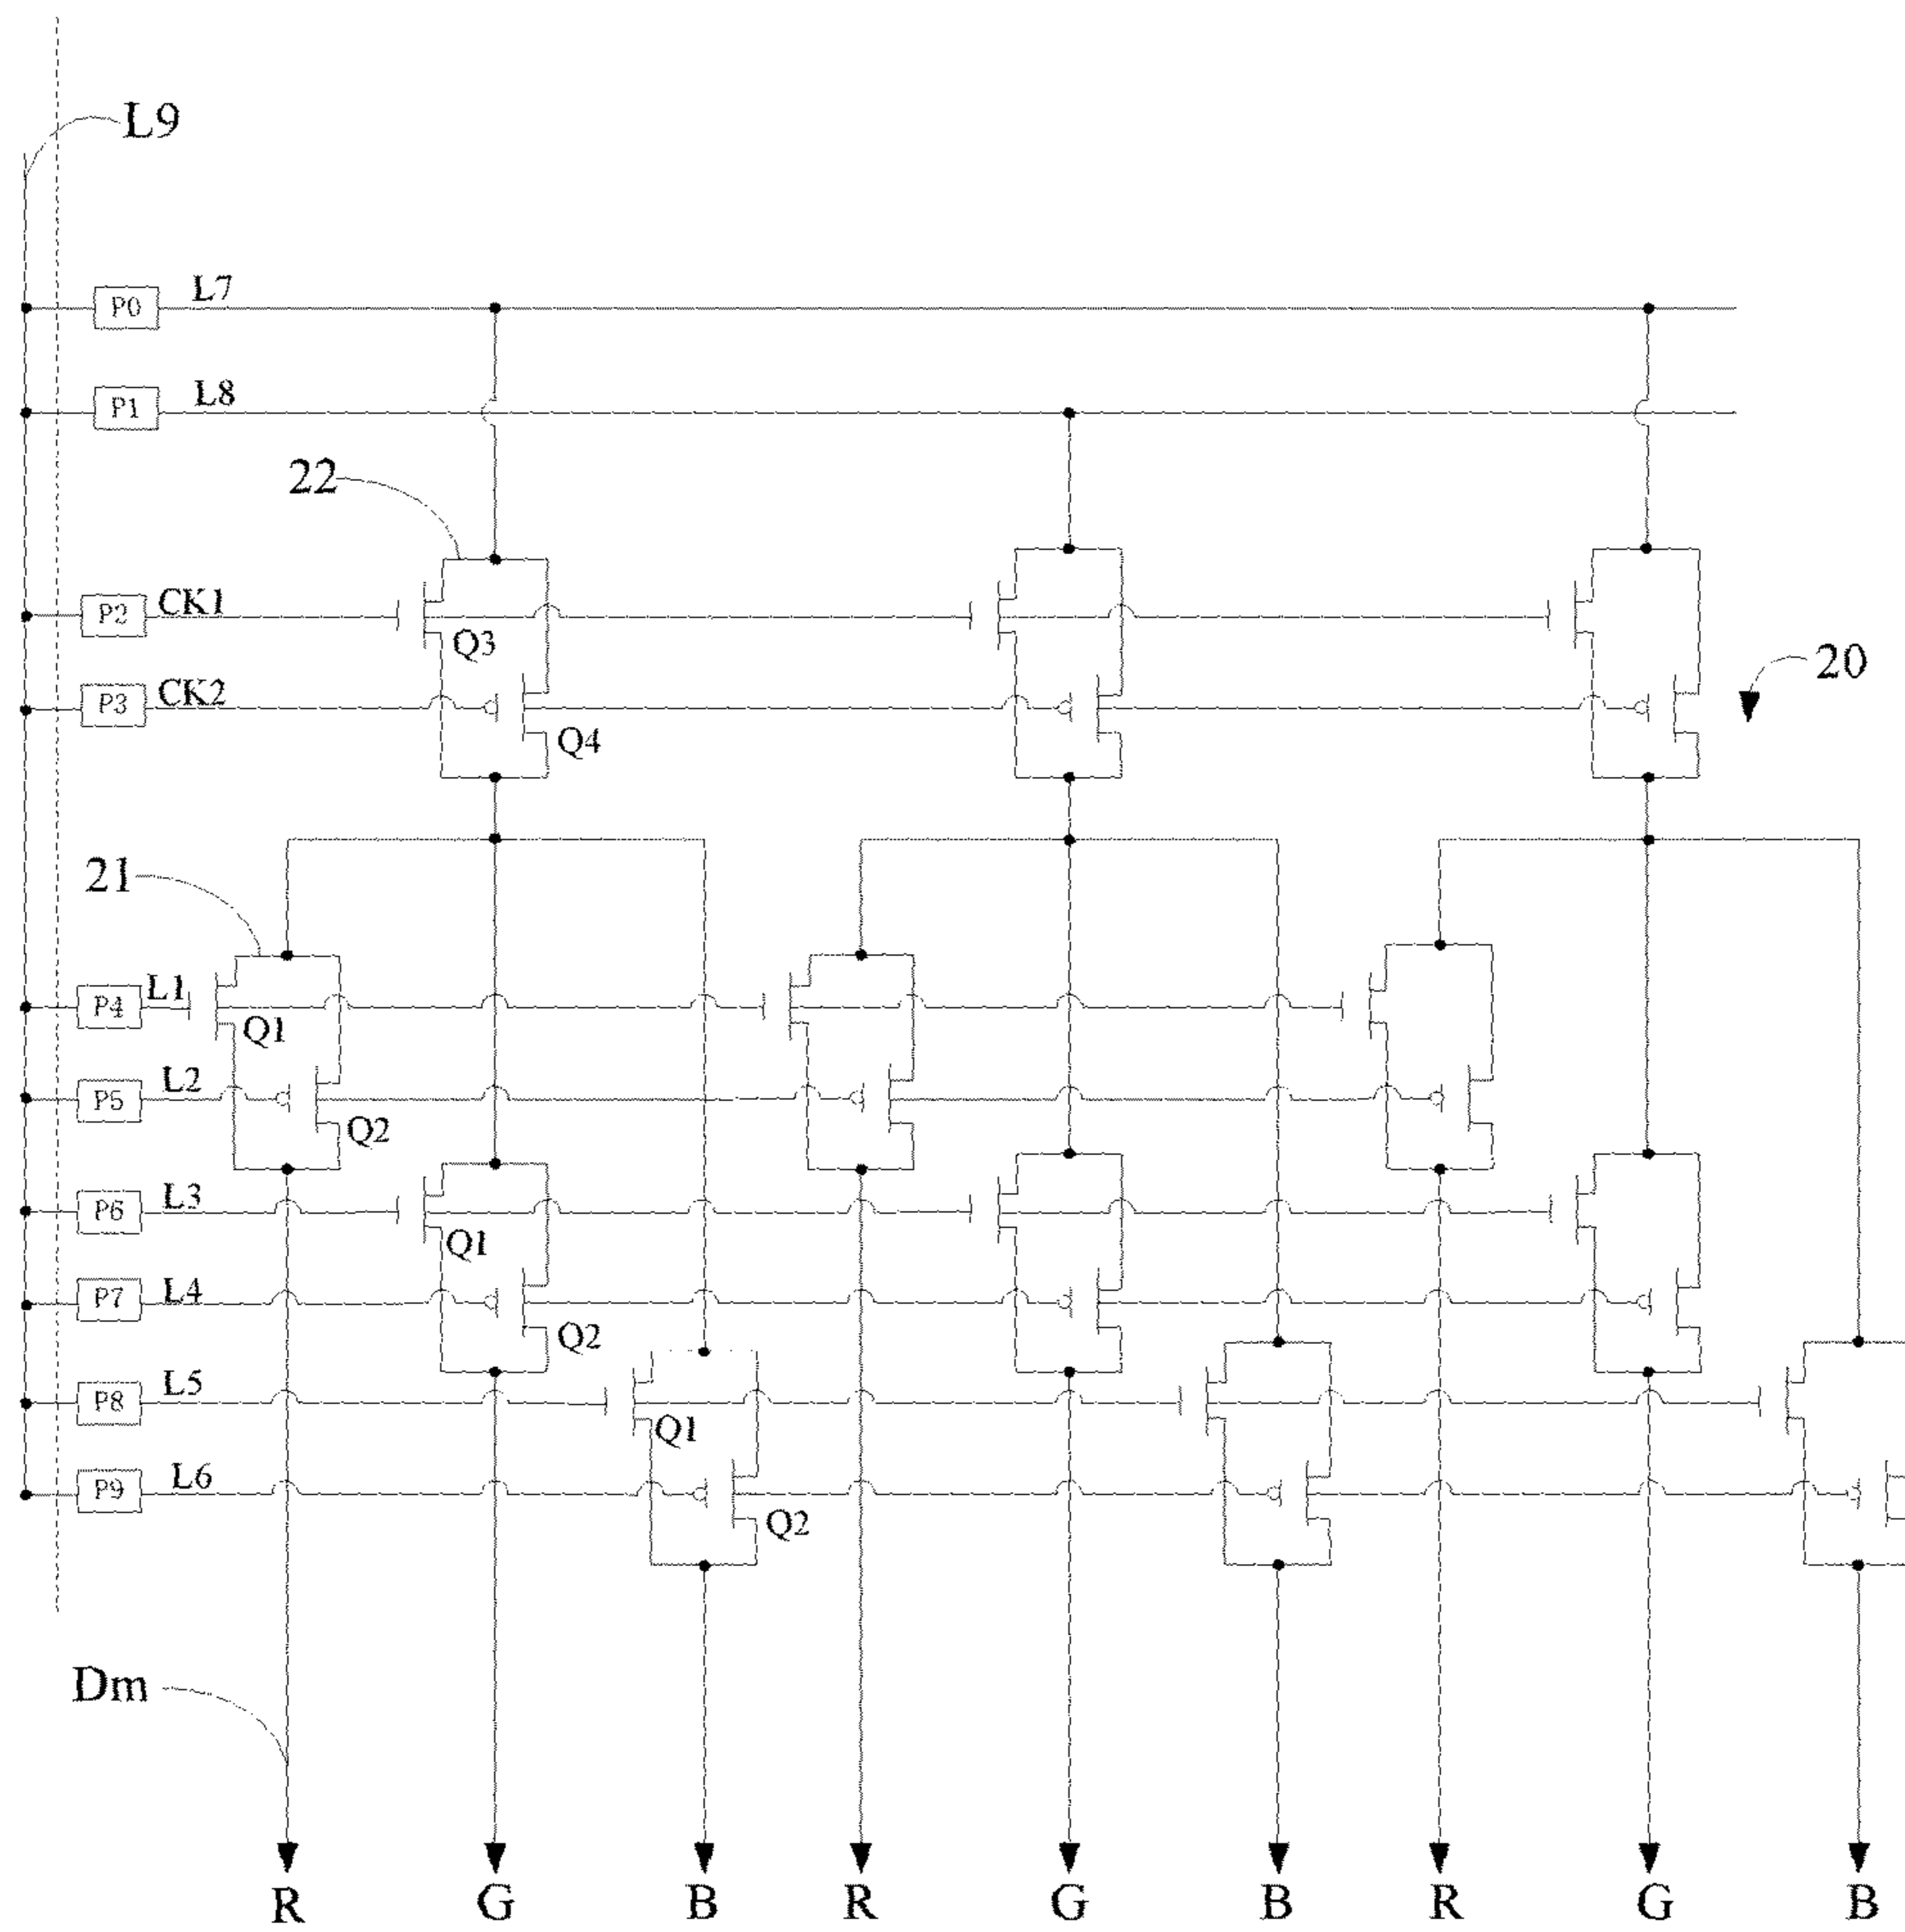 L9
P0 L7
P1 L8
22
P2 CK1
Q3
20
P3 CK2
Q4
21
P4 L1
Q1
P5 L2
Q2
P6 L3
Q1
P7 L4
Q2
P8 L5
Q1
P9 L6
Q2
Dm
R G B R G B R G B